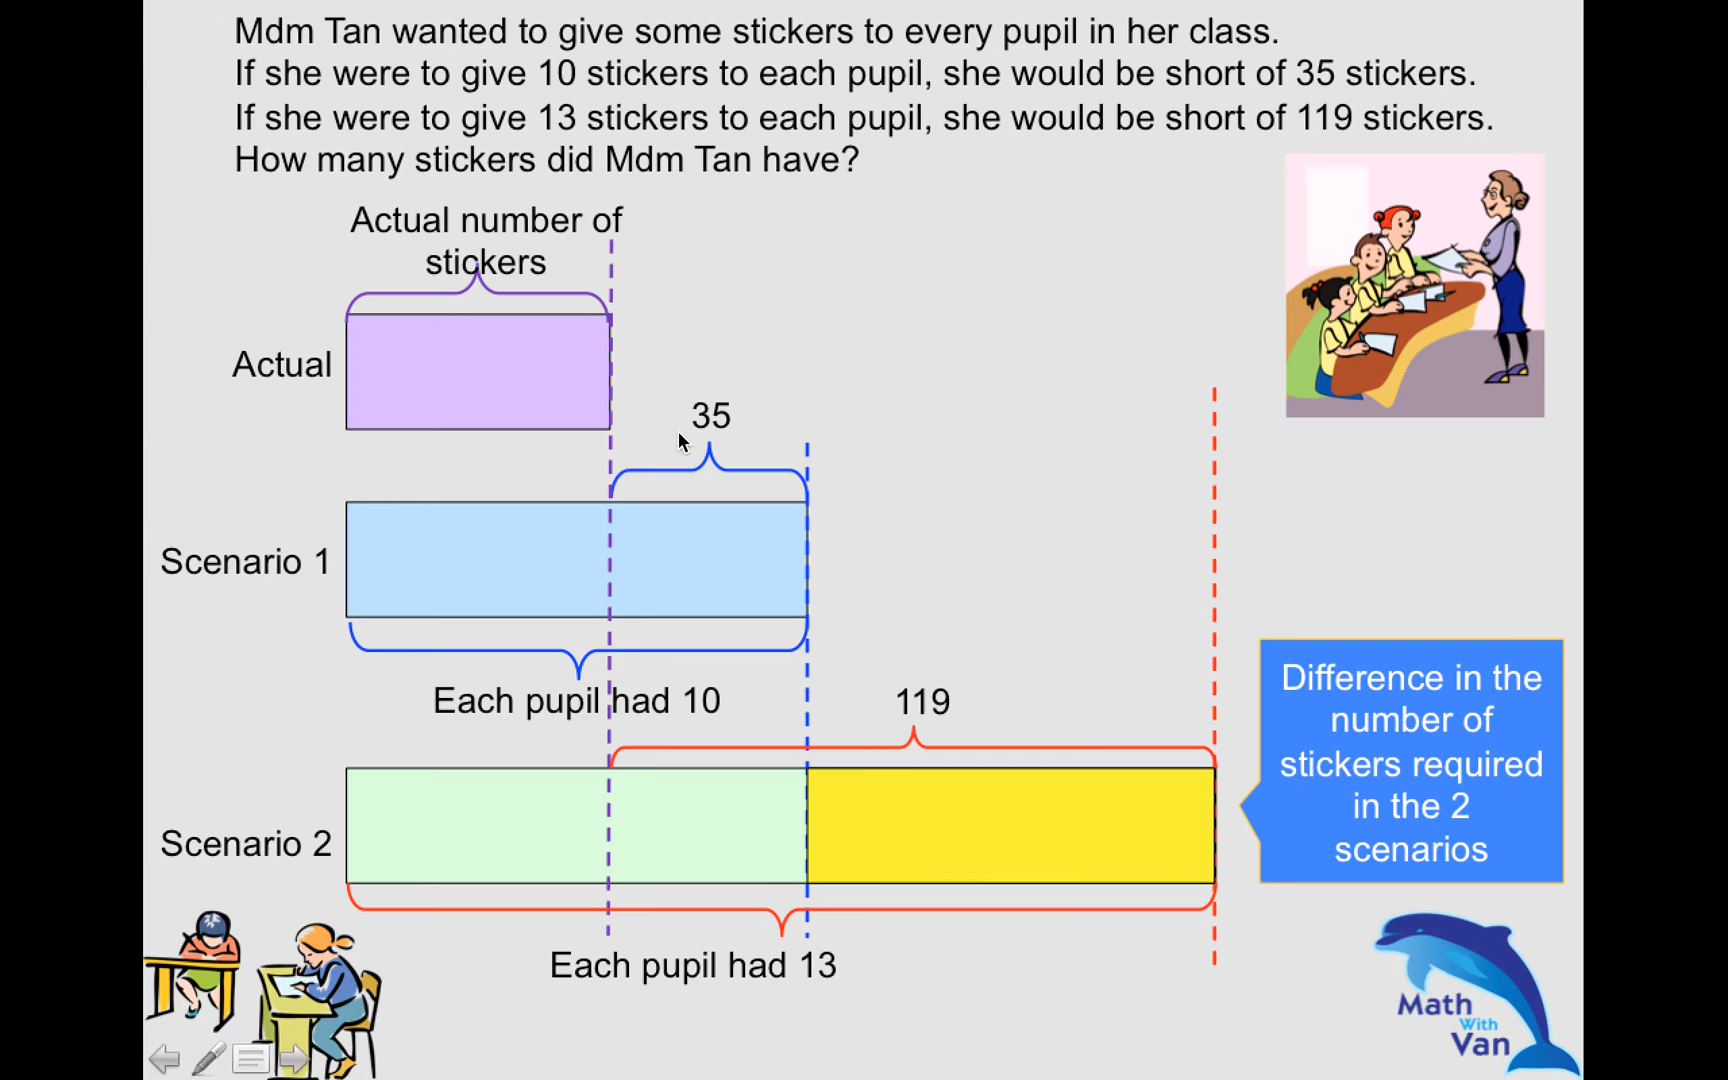 Mdm Tan wanted to give some stickers to every pupil in her class.
If she were to give 10 stickers to each pupil, she would be short of 35 stickers.
If she were to give 13 stickers to each pupil, she would be short of 119 stickers.
How many stickers did Mdm Tan have?
Actual number of
stickers
Actual
35
Scenario 1
Each pupil had 10
119
Difference in the
number of
stickers required
in the 2
scenarios
Scenario 2
Each pupil had 13
Math
With
Van